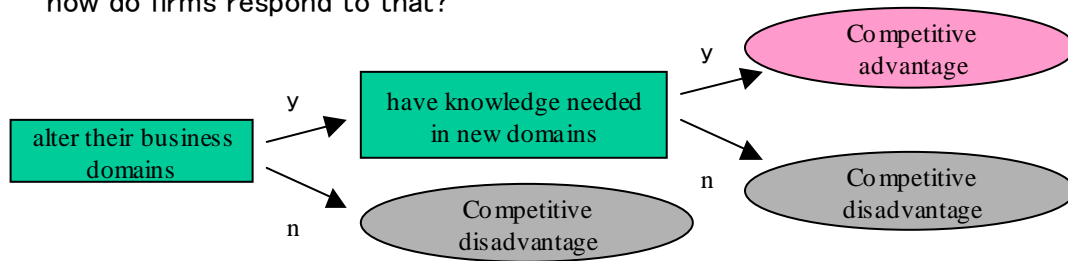 how do firms respond to that?
Competitive
advantage
y
have knowledge needed
in new domains
y
alter their business
domains
n
Competitive
disadvantage
n
Competitive
disadvantage